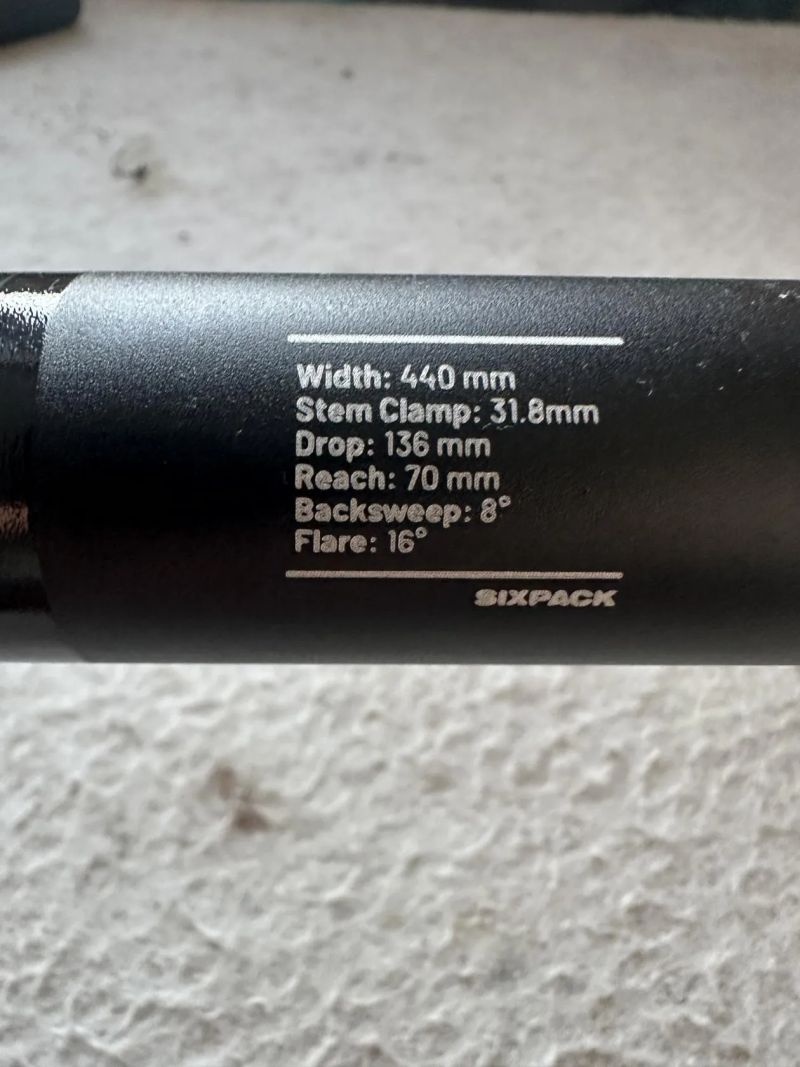 Width: 440 mm
Stem Clamp: 31.8mm
Drop: 136 mm
Reach: 70 mm
Backsweep: 8°
Flare: 16°
SIXPACK